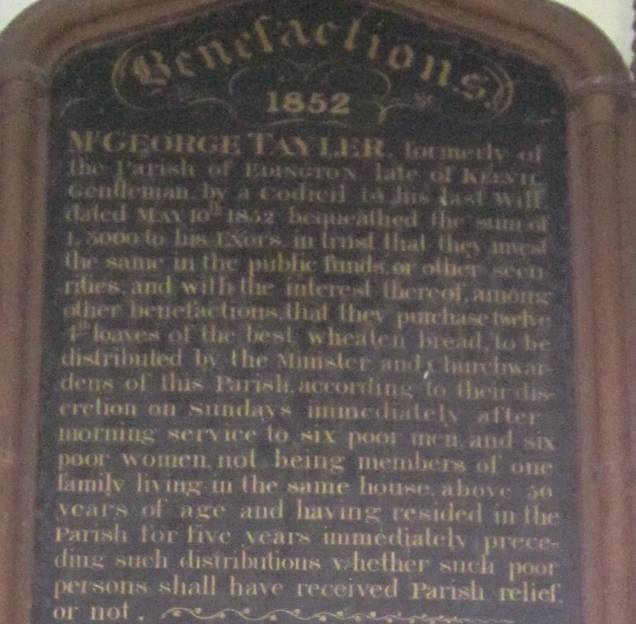 Benefactions
1852
Mr GEORGE TAYLER, formerly of
the Parish of EDINGTON, late of KEEVIL
Gentleman, by a Codicil to his last Will,
dated MAY 10th 1852 bequeathed the sum of
L 5000 to his EXors. in trust that they invest
the same in the public funds, or other secu
rities, and with the interest thereof, among
other benefactions, that they purchase twelve
4lb loaves of the best wheaten bread, to be
distributed by the Minister and Churchwar
dens of this Parish, according to their dis-
cretion on Sundays immediately after
morning service to six poor men, and six
poor women, not being members of one
family living in the same house, above 50
years of age and having resided in the
Parish for five years immediately prece-
ding such distributions whether such poor
persons shall have received Parish relief,
or not.